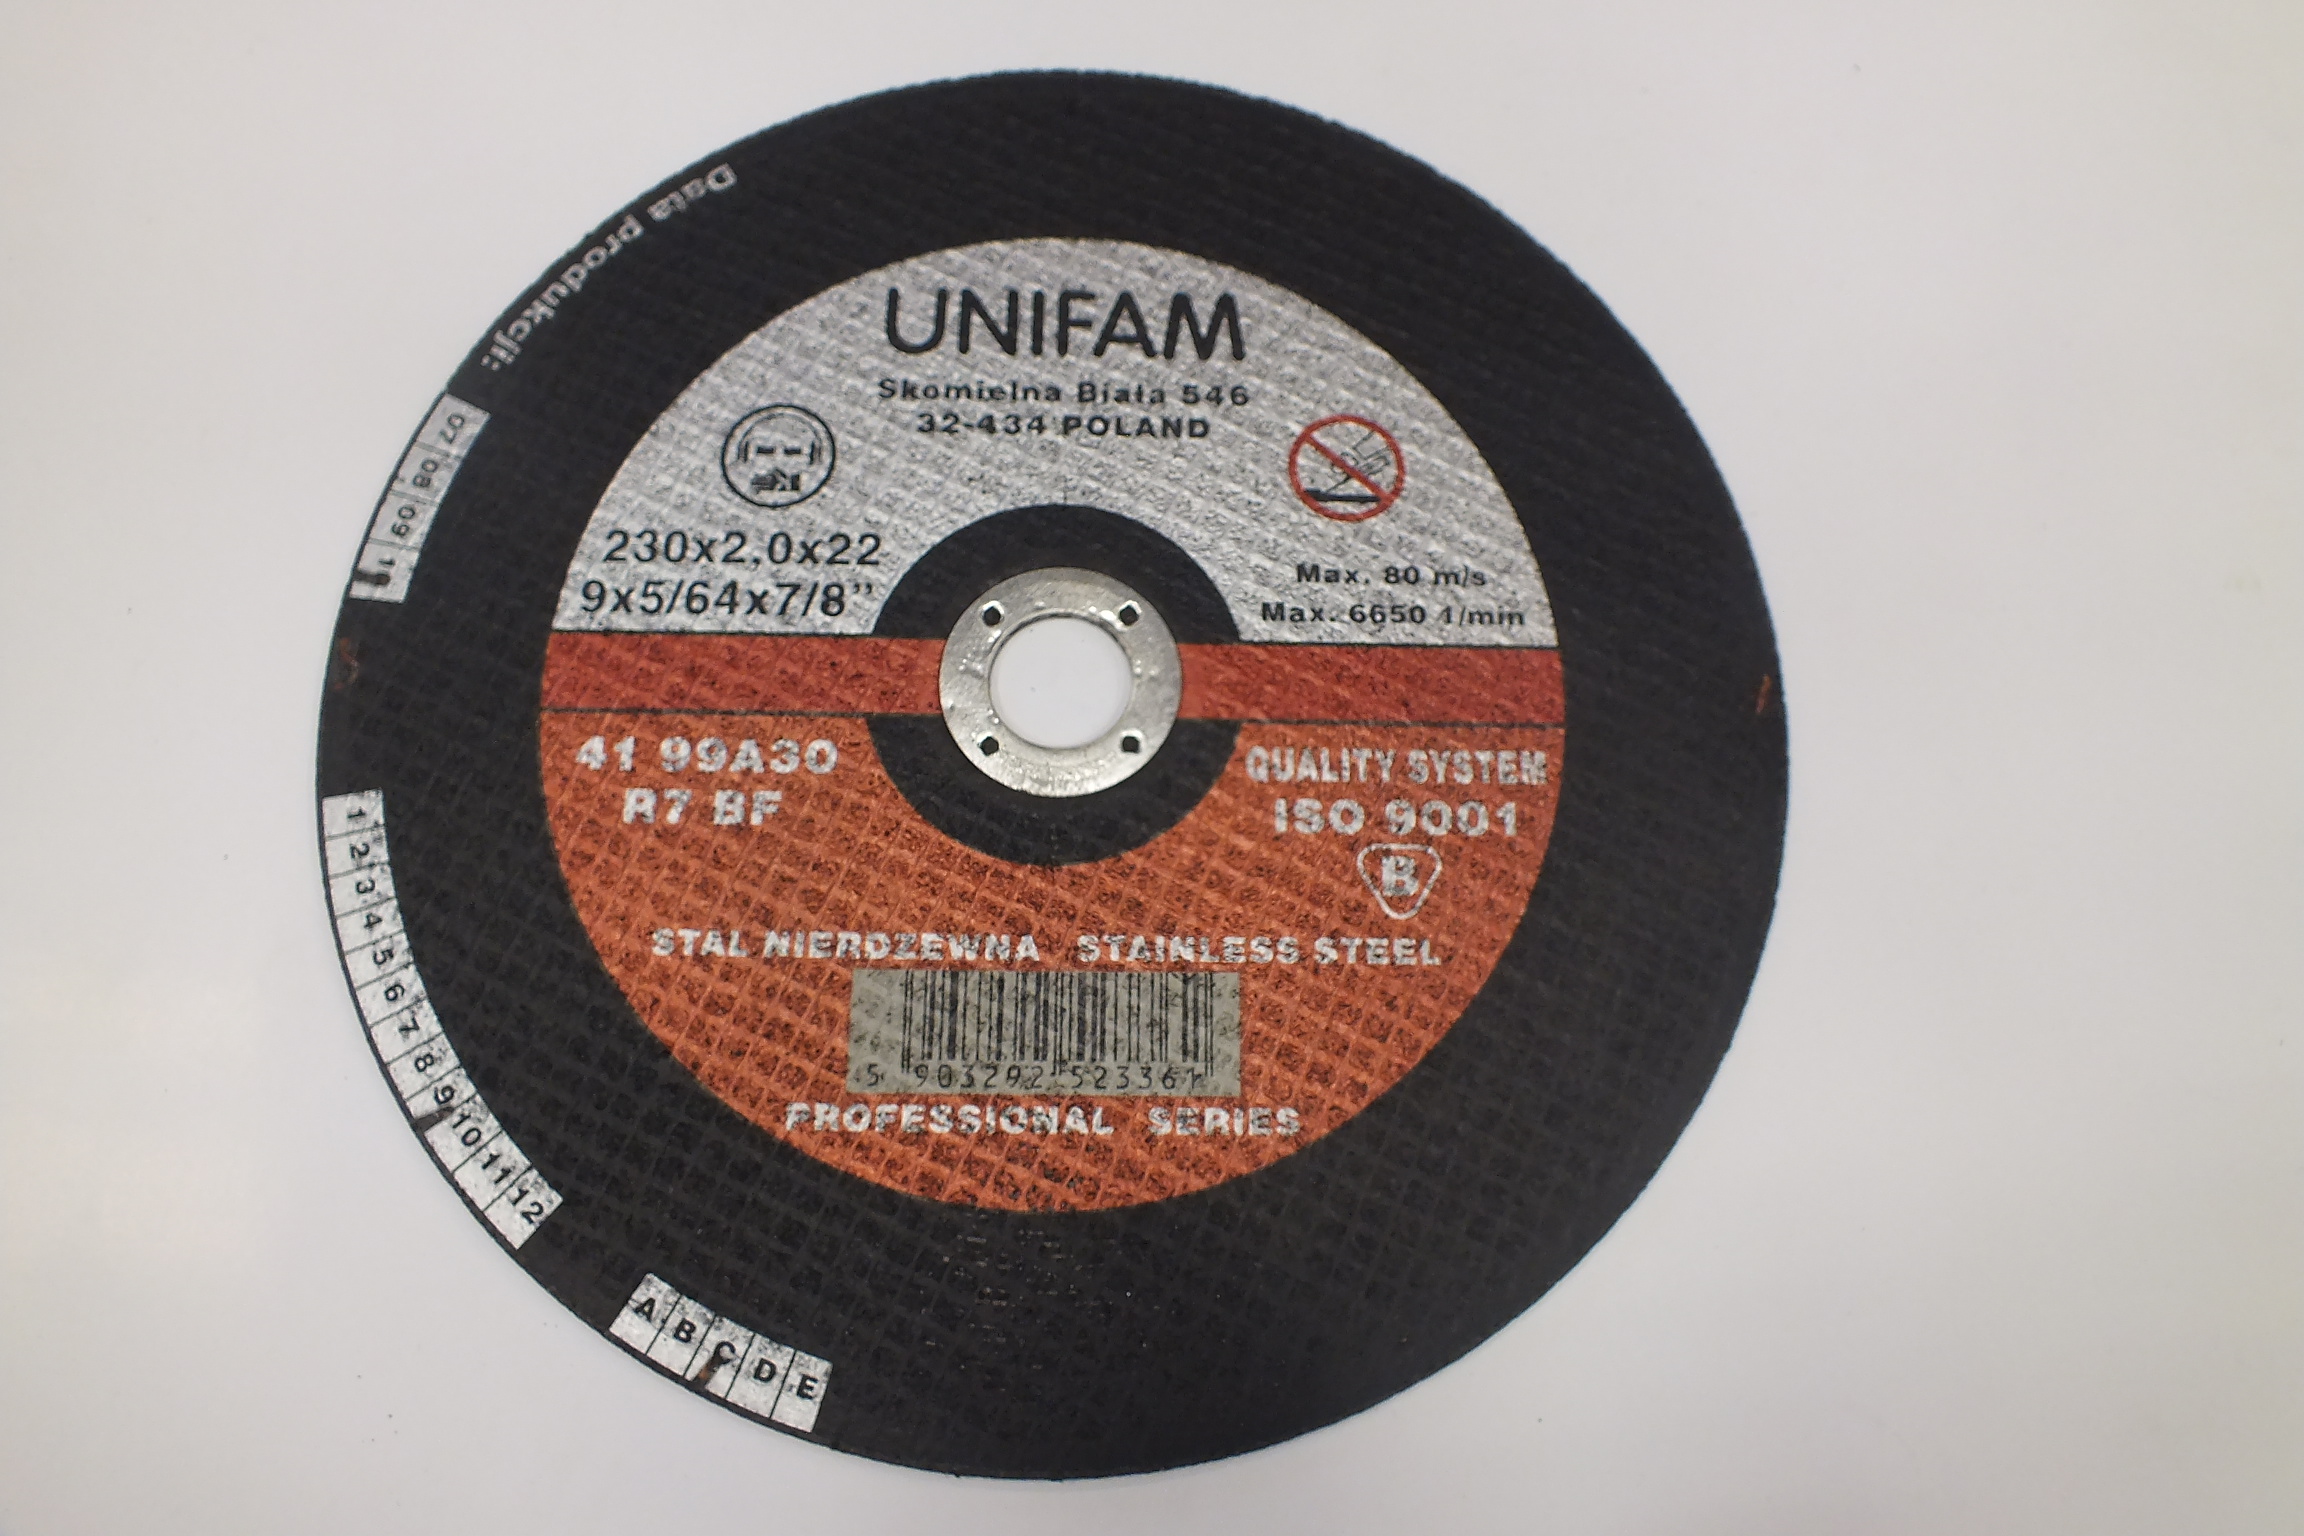 UNIFAM
Skomielna Biała 546
32-434 POLAND
230x2,0x22
9x5/64x7/8”
Max. 80 m/s
Max. 6650 1/min
41 99A30
R7 BF
QUALITY SYSTEM
ISO 9001
B
STAL NIERDZEWNA STAINLESS STEEL
5 903292 523361
PROFESSIONAL SERIES
Data produkcji:
07 08 09 10
1 2 3 4 5 6 7 8 9 10 11 12
A B C D E